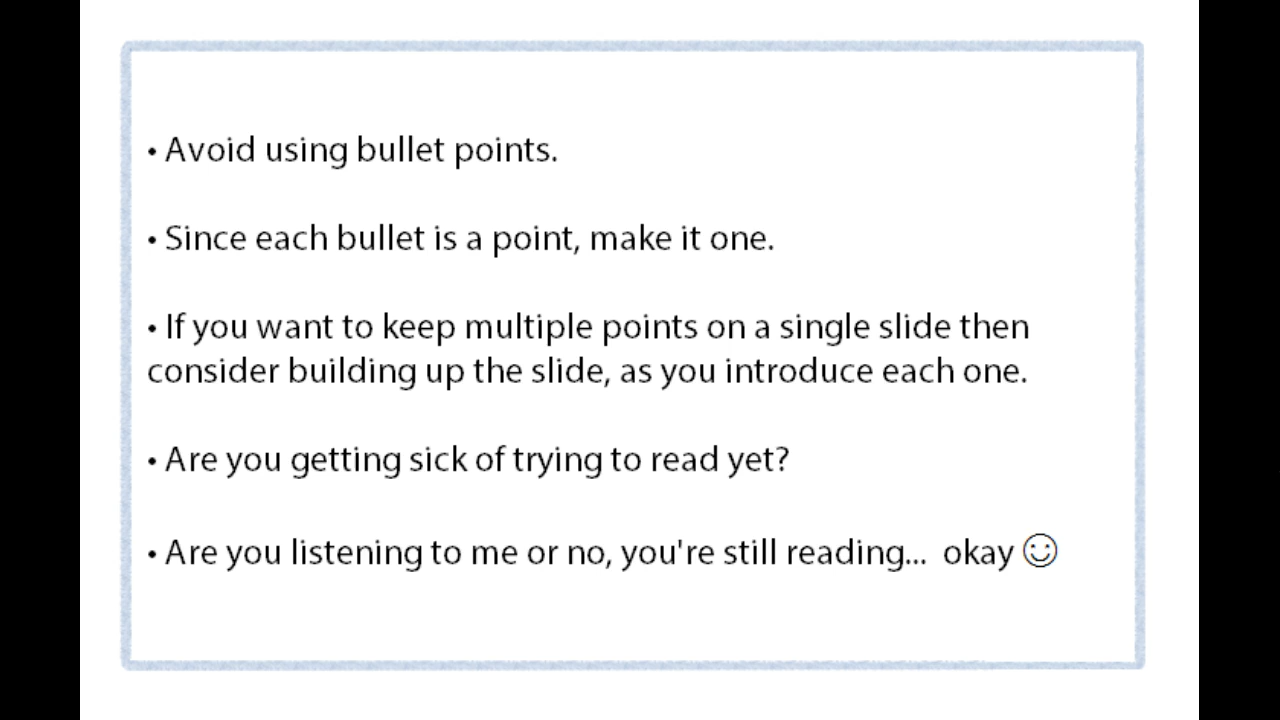 • Avoid using bullet points.
• Since each bullet is a point, make it one.
• If you want to keep multiple points on a single slide then
consider building up the slide, as you introduce each one.
• Are you getting sick of trying to read yet?
• Are you listening to me or no, you're still reading...  okay ☺